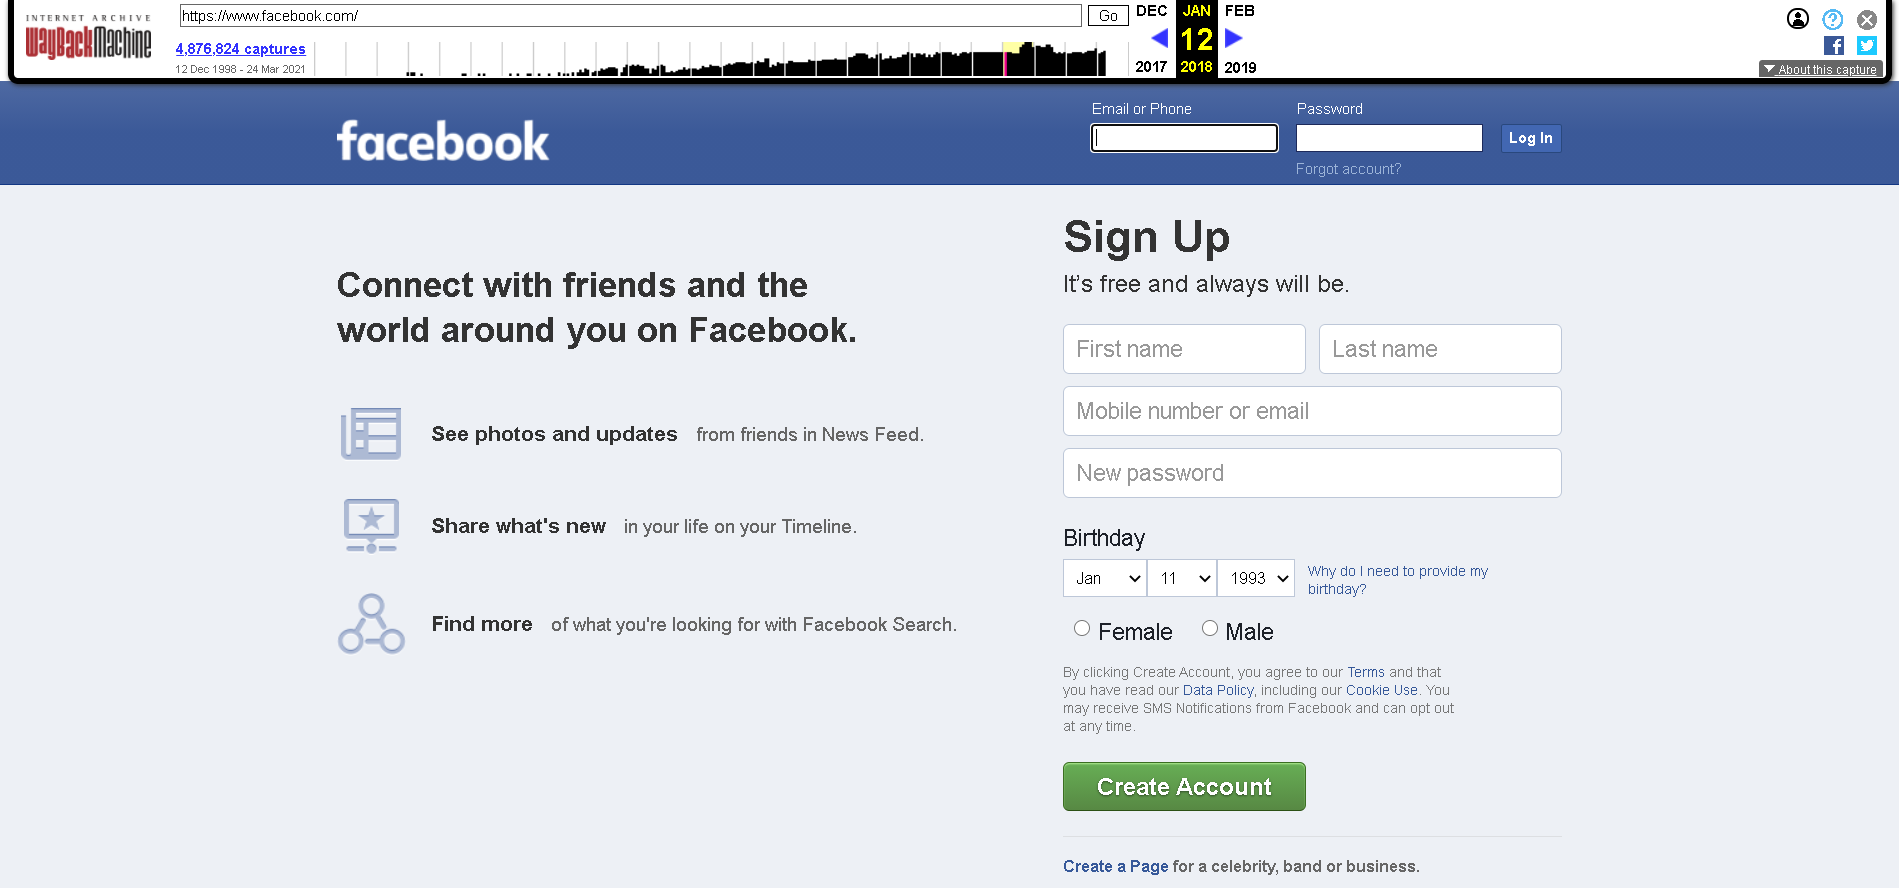 INTERNET ARCHIVE
WayBackMachine
https://www.facebook.com/
Go
4,876,824 captures
12 Dec 1998 - 24 Mar 2021
DEC JAN FEB
12
2017 2018 2019
About this capture
facebook
Email or Phone
Password
Log In
Forgot account?
Connect with friends and the
world around you on Facebook.
See photos and updates from friends in News Feed.
Share what's new in your life on your Timeline.
Find more of what you're looking for with Facebook Search.
Sign Up
It’s free and always will be.
First name
Last name
Mobile number or email
New password
Birthday
Jan 11 1993
Why do I need to provide my
birthday?
Female Male
By clicking Create Account, you agree to our Terms and that
you have read our Data Policy, including our Cookie Use. You
may receive SMS Notifications from Facebook and can opt out
at any time.
Create Account
Create a Page for a celebrity, band or business.